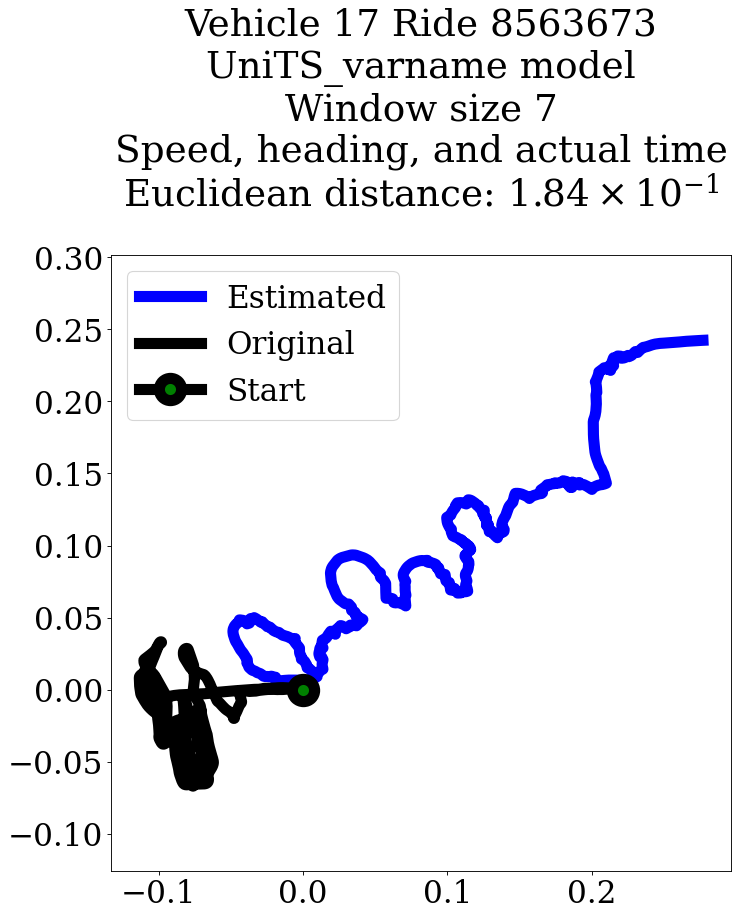 Vehicle 17 Ride 8563673
UniTS_varname model
Window size 7
Speed, heading, and actual time
Euclidean distance: 1.84 × 10⁻¹
0.30
0.25
0.20
0.15
0.10
0.05
0.00
−0.05
−0.10
Estimated
Original
Start
−0.1 0.0 0.1 0.2